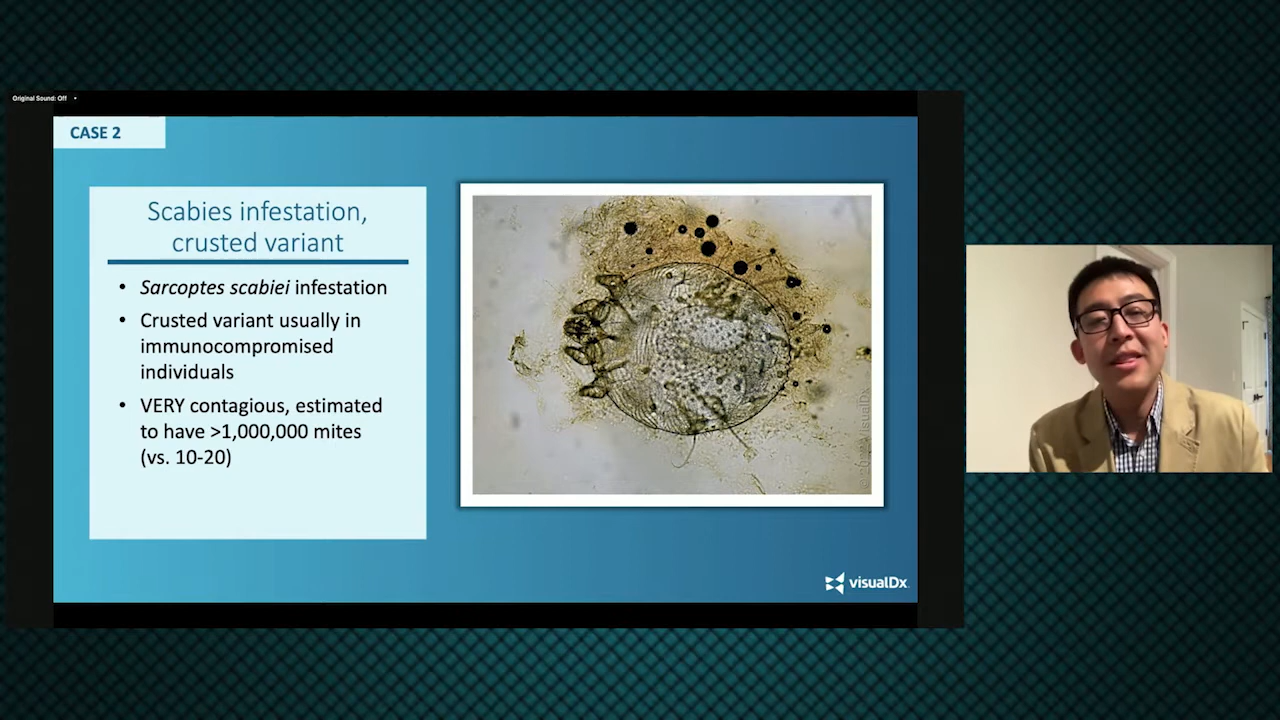 Original Sound: Off
CASE 2
Scabies infestation,
crusted variant
• Sarcoptes scabiei infestation
• Crusted variant usually in
immunocompromised
individuals
• VERY contagious, estimated
to have >1,000,000 mites
(vs. 10-20)
visualDx